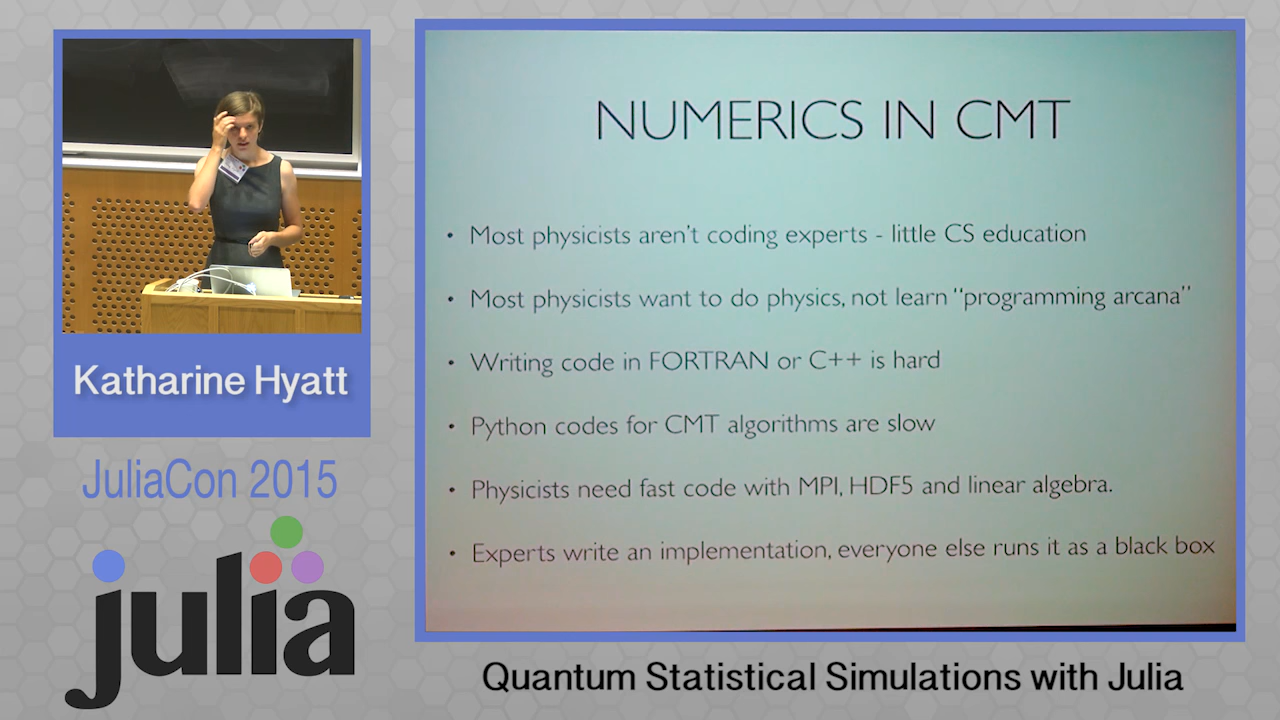 Katharine Hyatt
JuliaCon 2015
julia
NUMERICS IN CMT
• Most physicists aren't coding experts - little CS education
• Most physicists want to do physics, not learn “programming arcana”
• Writing code in FORTRAN or C++ is hard
• Python codes for CMT algorithms are slow
• Physicists need fast code with MPI, HDF5 and linear algebra.
• Experts write an implementation, everyone else runs it as a black box
Quantum Statistical Simulations with Julia